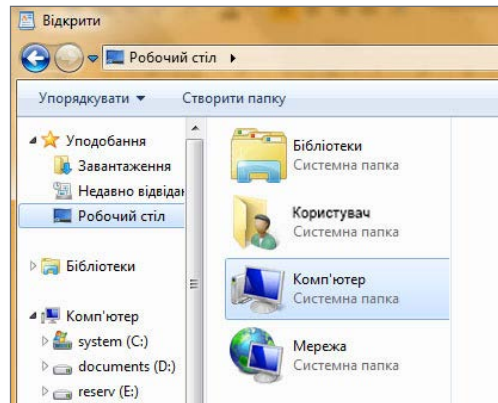 Відкрити
Робочий стіл
Упорядкувати
Створити папку
Уподобання
Завантаження
Недавно
Робочий стіл
Бібліотеки
Комп'ютер
system (C:)
documents (D:)
reserv (E:)
Бібліотеки
Системна папка
Користувач
Системна папка
Комп'ютер
Системна папка
Мережа
Системна папка